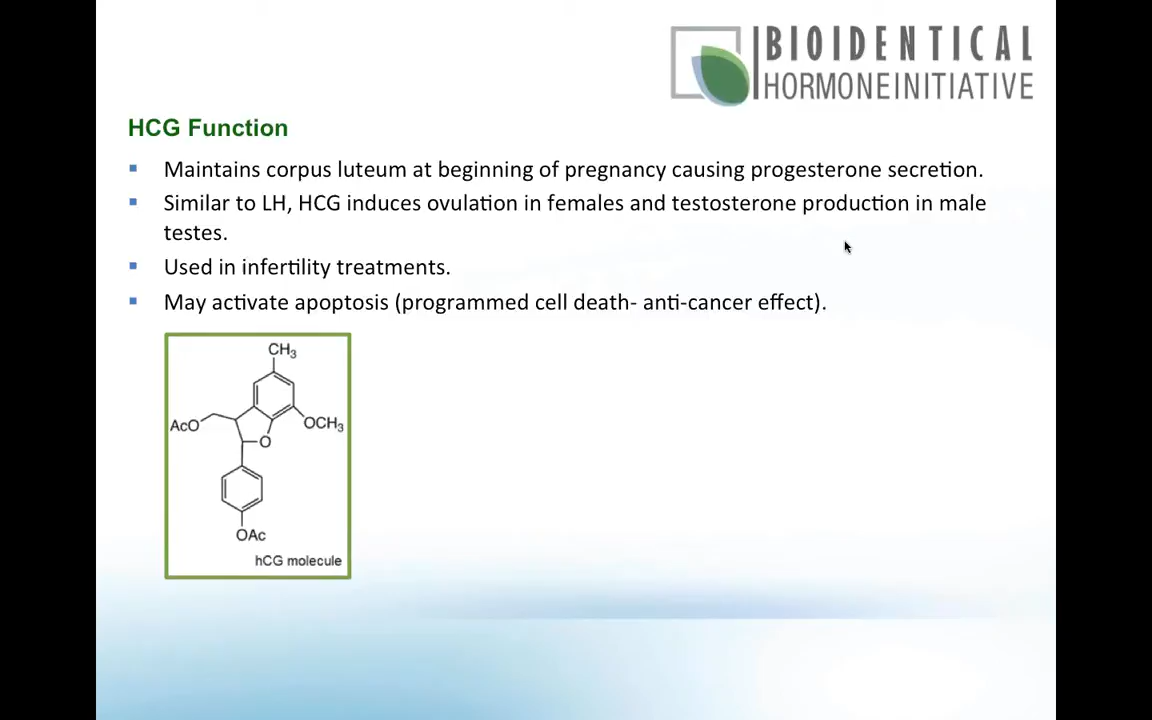 BIOIDENTICAL
HORMONEINITIATIVE
HCG Function
▪ Maintains corpus luteum at beginning of pregnancy causing progesterone secretion.
▪ Similar to LH, HCG induces ovulation in females and testosterone production in male
testes.
▪ Used in infertility treatments.
▪ May activate apoptosis (programmed cell death- anti-cancer effect).
CH₃
AcO
OCH₃
O
OAc
hCG molecule